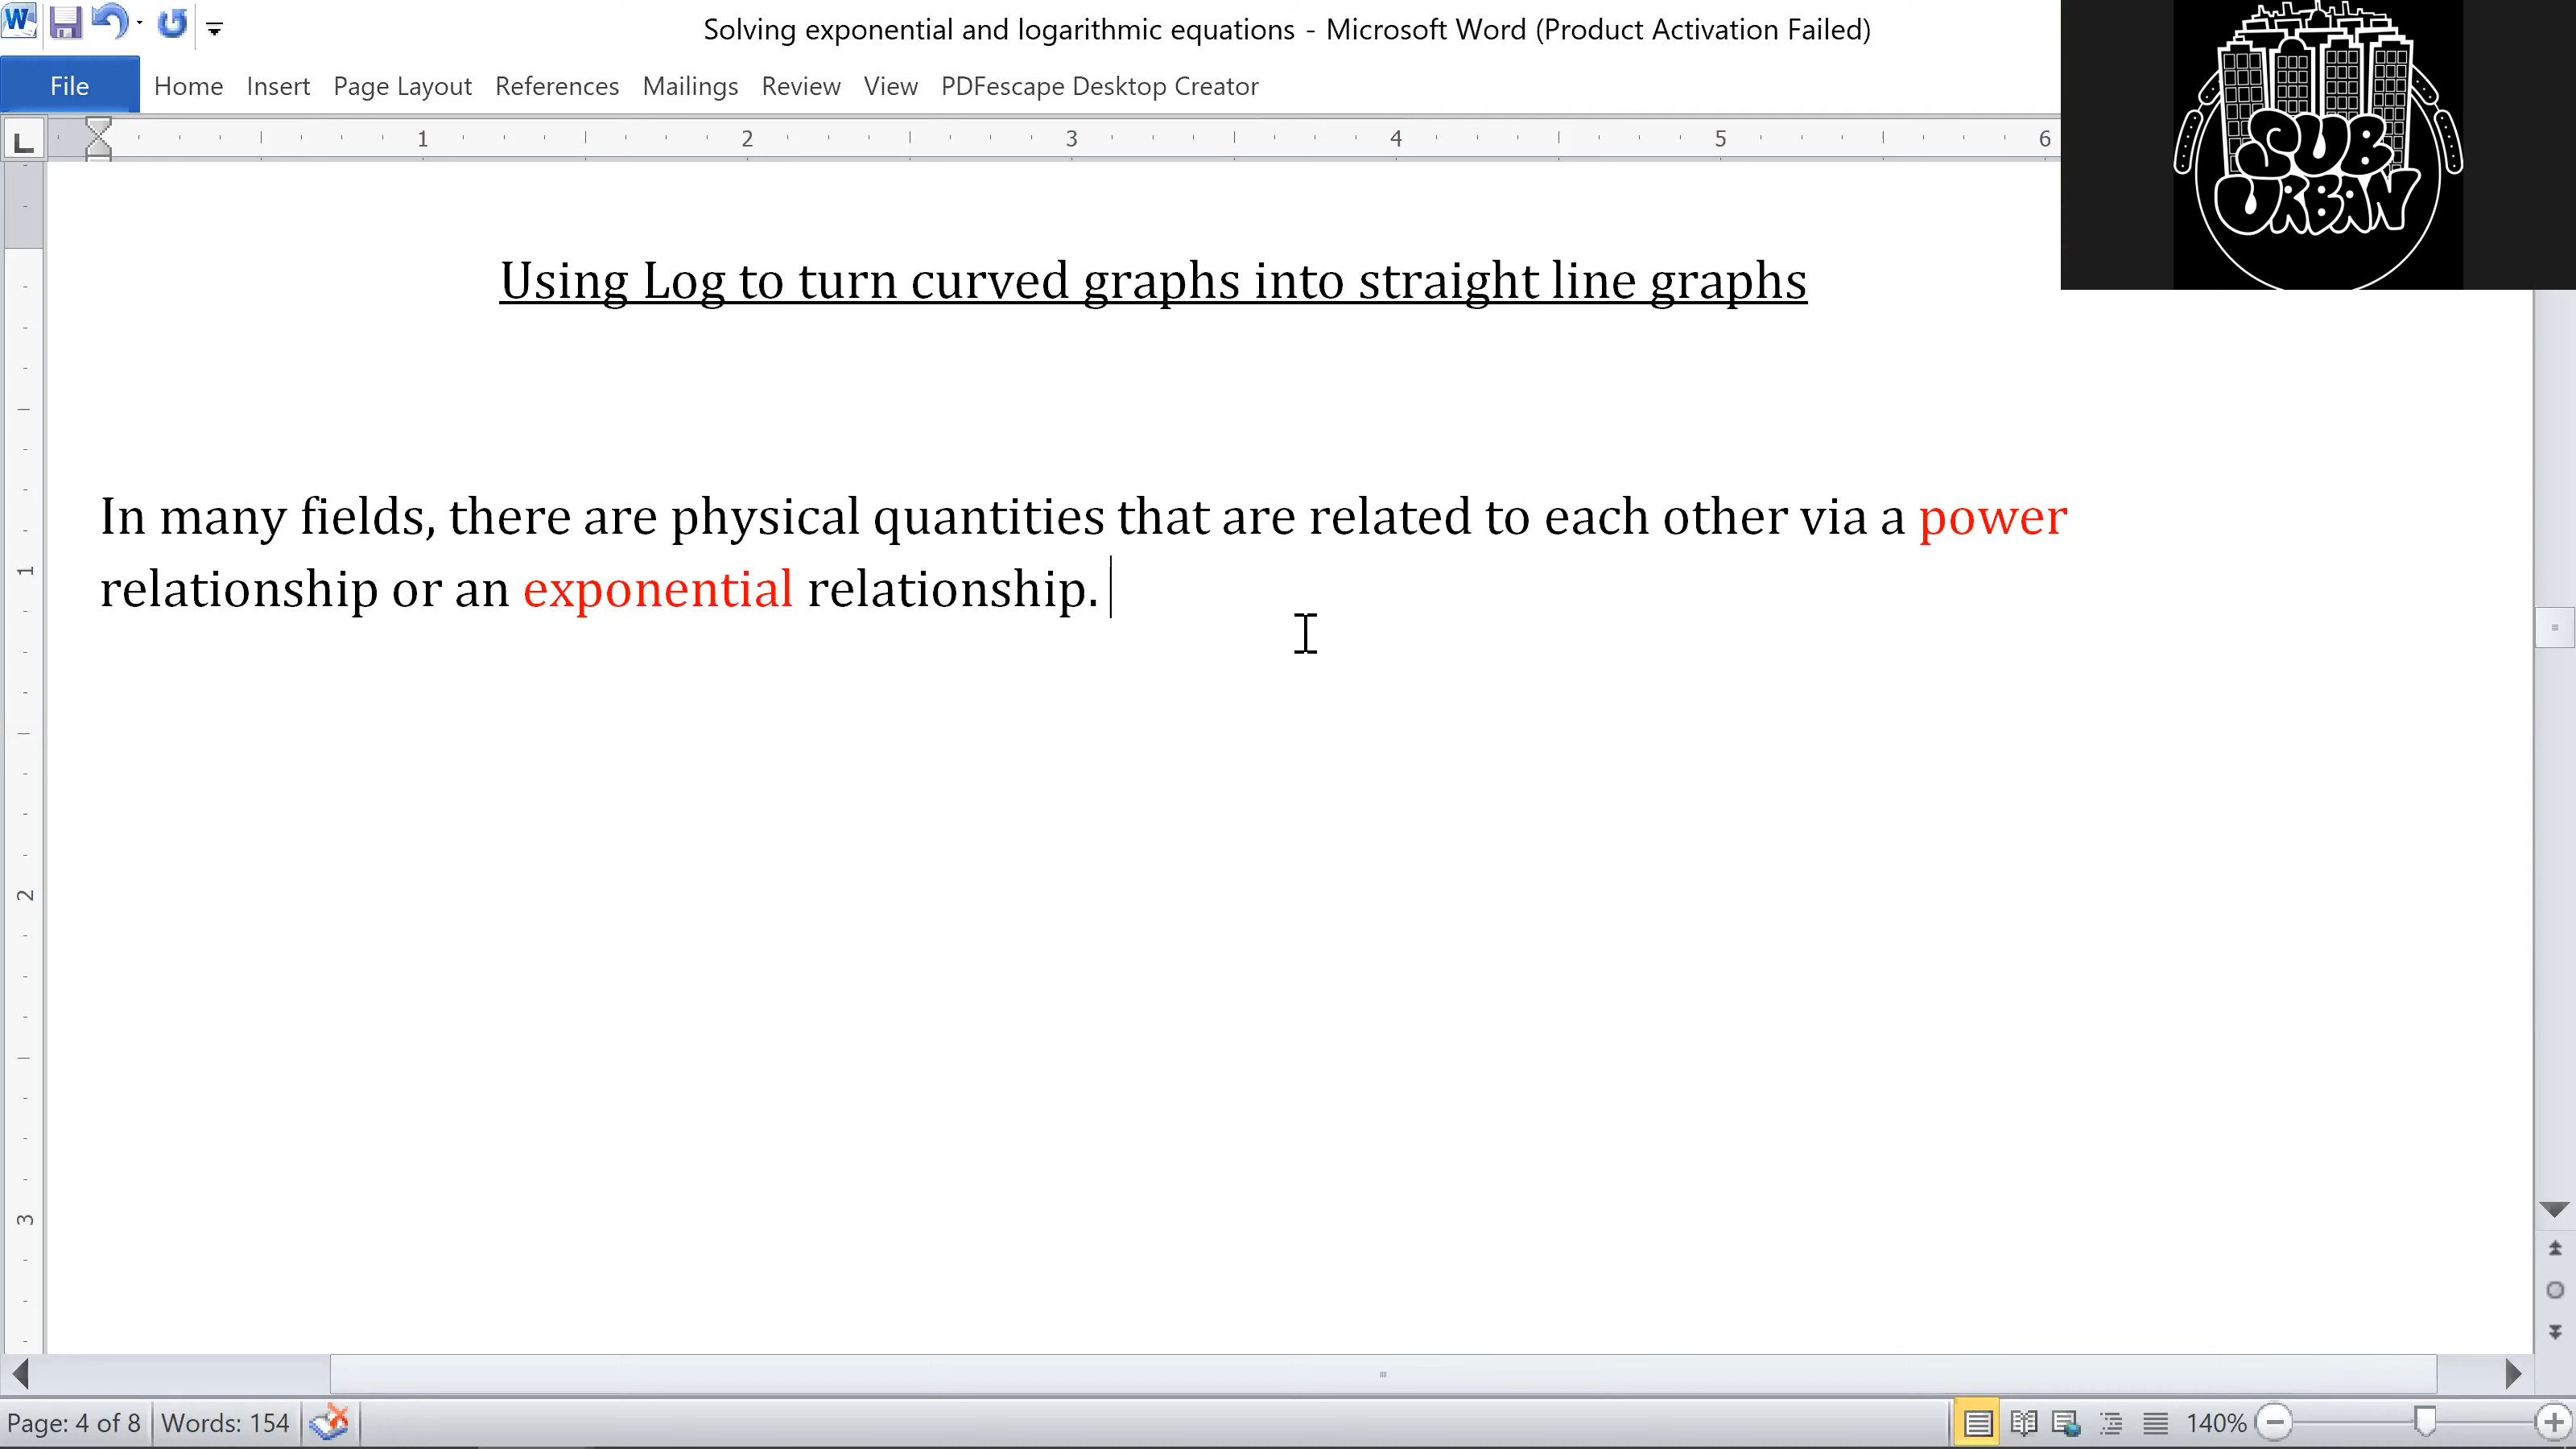 Solving exponential and logarithmic equations - Microsoft Word (Product Activation Failed)
File Home Insert Page Layout References Mailings Review View PDFescape Desktop Creator
L
1 2 3 4 5 6
SUB
URBAN
Using Log to turn curved graphs into straight line graphs
In many fields, there are physical quantities that are related to each other via a power
relationship or an exponential relationship.
1
2
3
Page: 4 of 8 Words: 154 140%